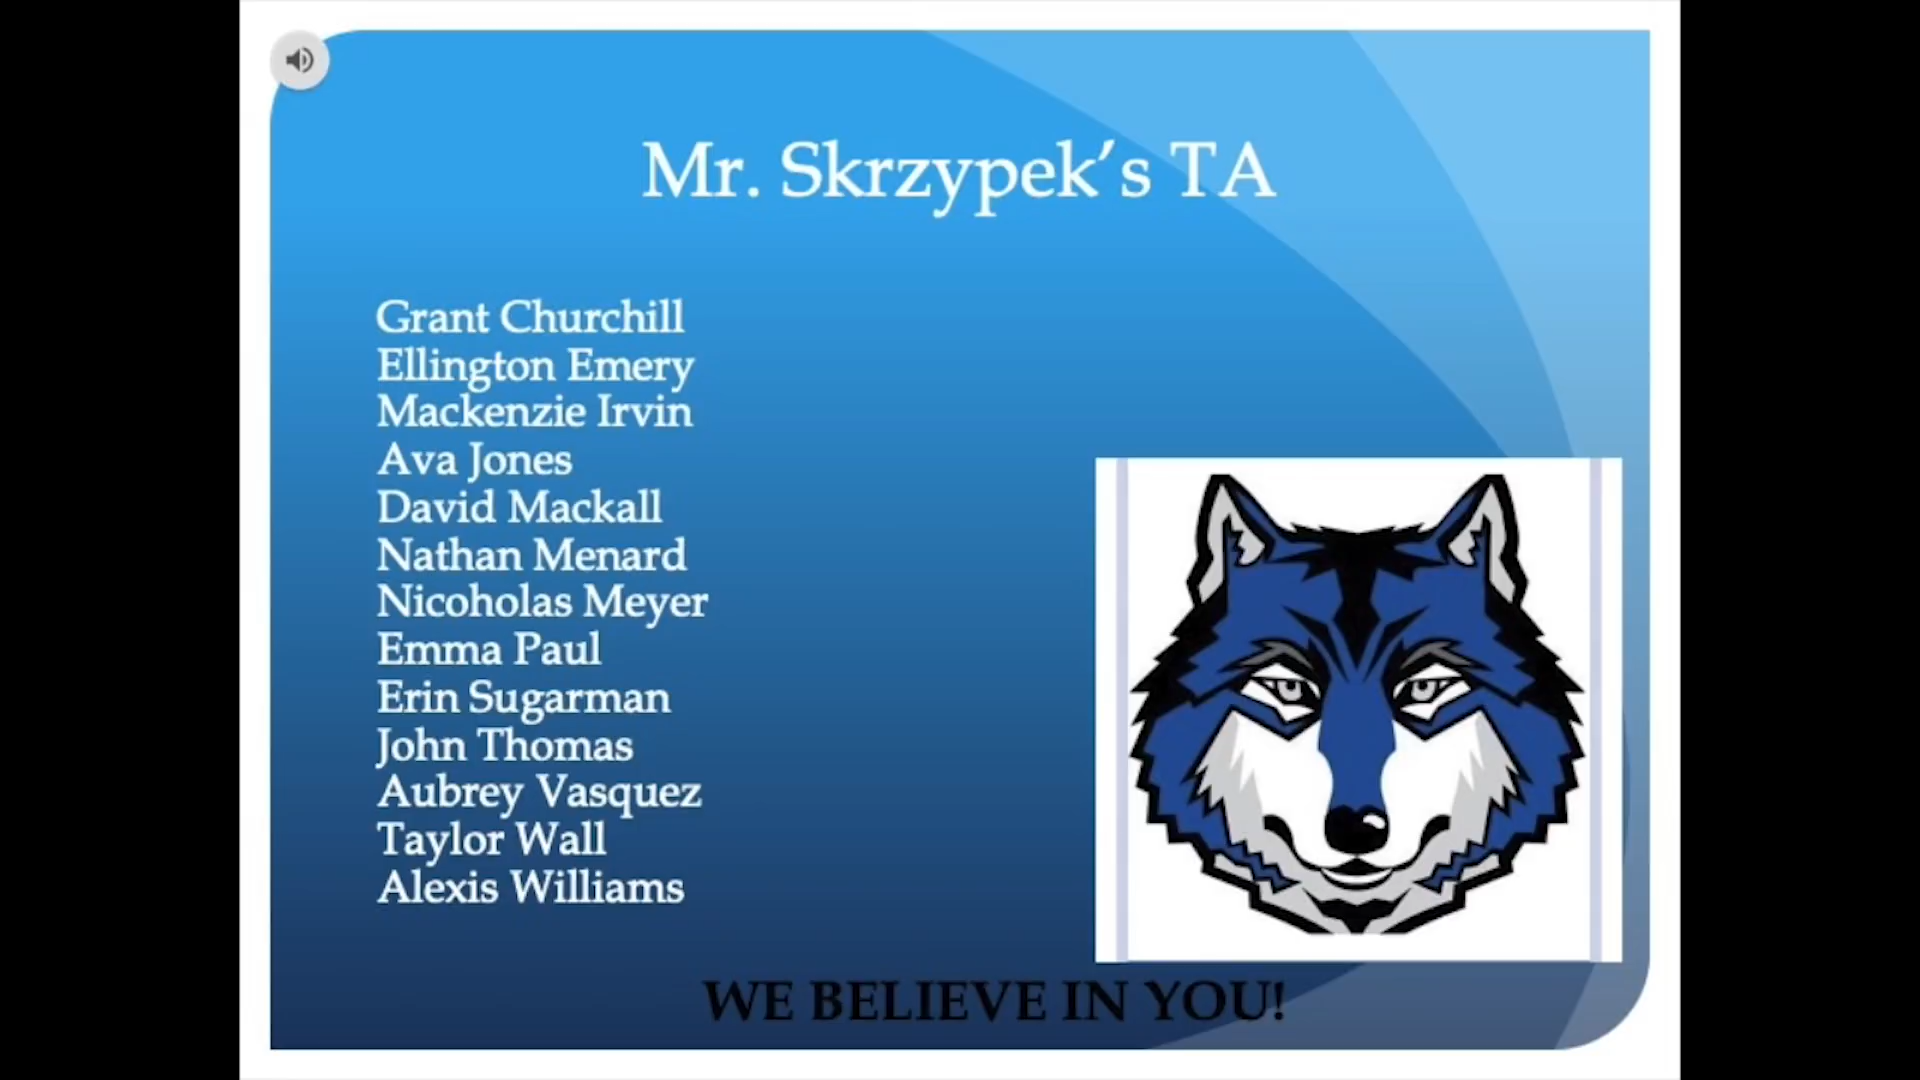 Mr. Skrzypek’s TA
Grant Churchill
Ellington Emery
Mackenzie Irvin
Ava Jones
David Mackall
Nathan Menard
Nicoholas Meyer
Emma Paul
Erin Sugarman
John Thomas
Aubrey Vasquez
Taylor Wall
Alexis Williams
WE BELIEVE IN YOU!